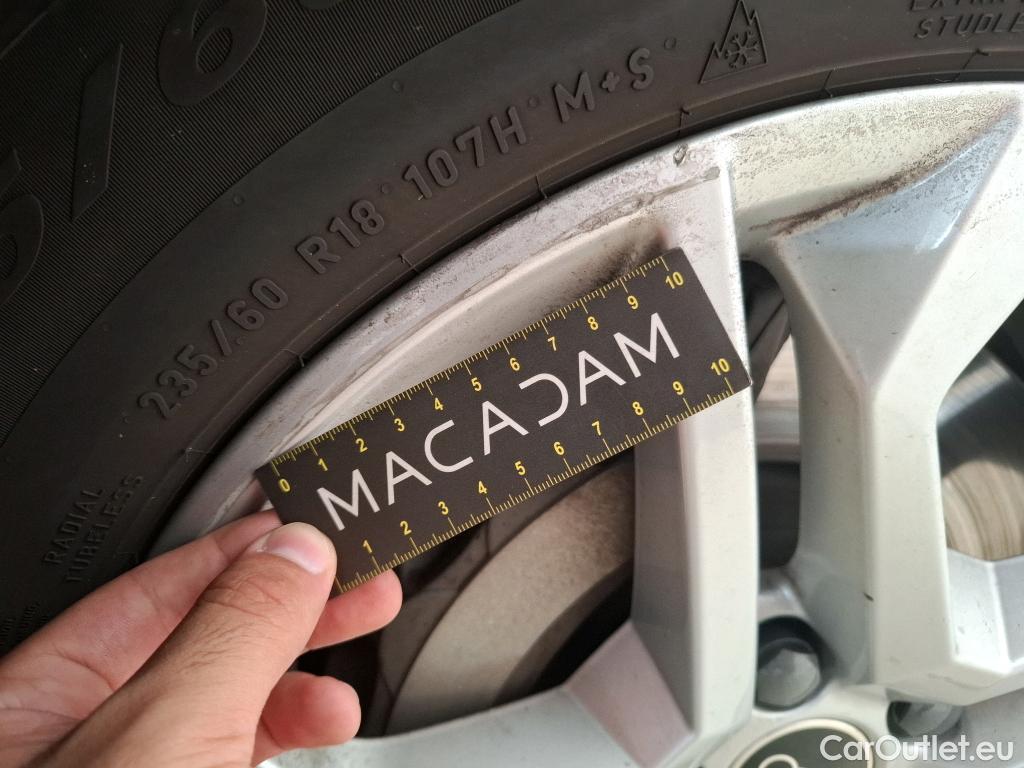 235/60 R18 107H M+S
RADIAL
TUBELESS
0 1 2 3 4 5 6 7 8 9 10
MACADAM
1 2 3 4 5 6 7 8 9 10
CarOutlet.eu